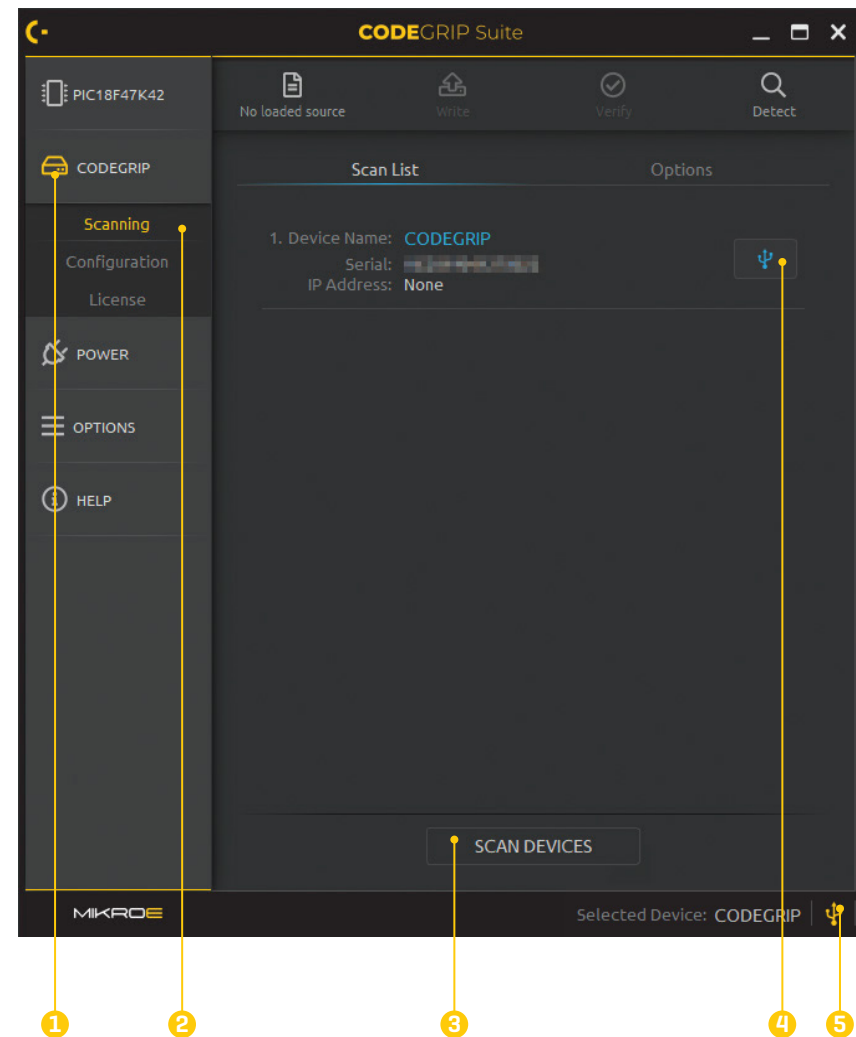 CODEGRIP Suite
PIC18F47K42
No loaded source
Write
Verify
Detect
CODEGRIP
Scanning
Configuration
License
POWER
OPTIONS
HELP
Scan List
Options
1. Device Name: CODEGRIP
Serial:
IP Address: None
SCAN DEVICES
MIKROE
Selected Device: CODEGRIP
1
2
3
4
5